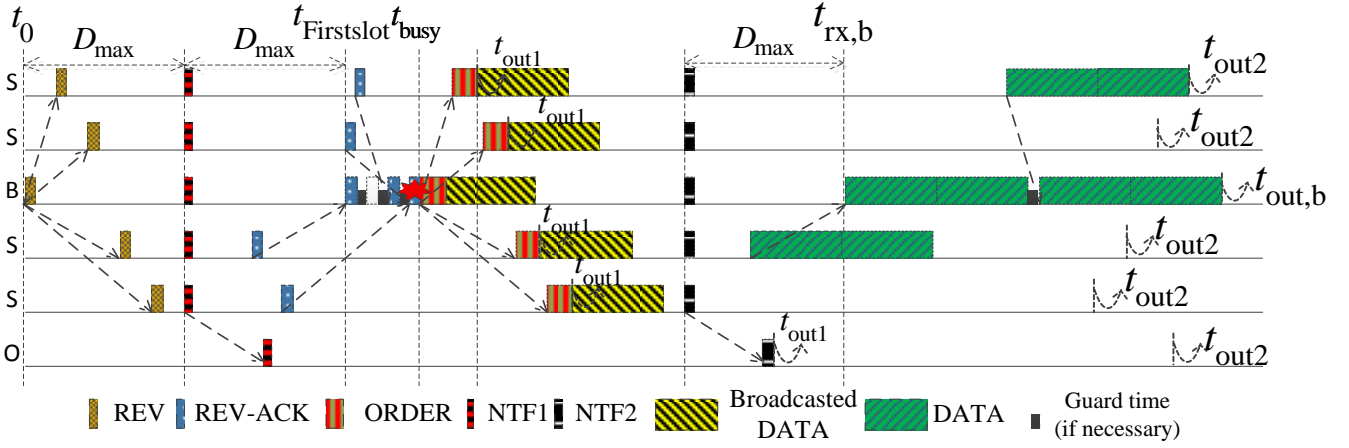 t0 Dmax Dmax tFirstslot tbusy tout1 Dmax trx,b tout2
S
tout1
S tout2
B tout,b
tout1
S tout2
tout1
S tout2
tout1
O tout2
REV REV-ACK ORDER NTF1 NTF2 Broadcasted DATA DATA Guard time (if necessary)